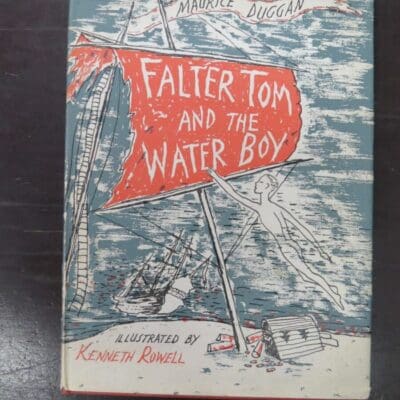 MAURICE DUGGAN
FALTER TOM
AND THE
WATER BOY
ILLUSTRATED BY
KENNETH ROWELL